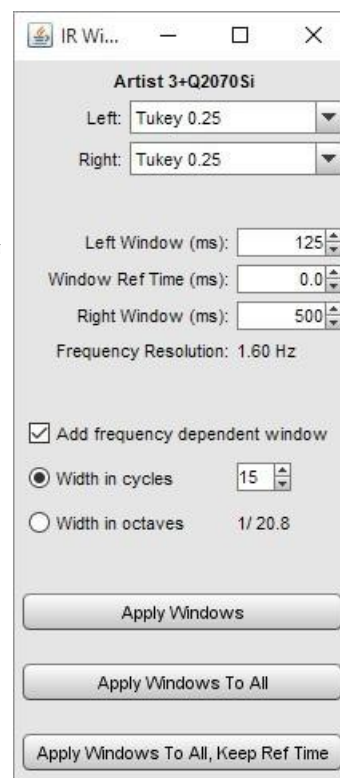 IR Wi...
Artist 3+Q2070Si
Left: Tukey 0.25
Right: Tukey 0.25
Left Window (ms): 125
Window Ref Time (ms): 0.0
Right Window (ms): 500
Frequency Resolution: 1.60 Hz
Add frequency dependent window
Width in cycles 15
Width in octaves 1/ 20.8
Apply Windows
Apply Windows To All
Apply Windows To All, Keep Ref Time